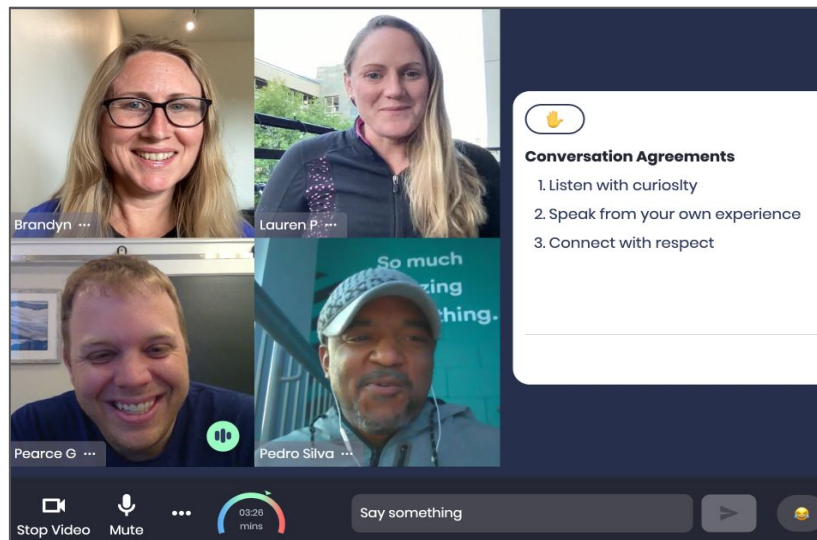 Brandyn ...
Lauren P ...
So much
zing
thing.
Pearce G ...
Pedro Silva ...
Conversation Agreements
1. Listen with curiosity
2. Speak from your own experience
3. Connect with respect
Stop Video
Mute
03:26
mins
Say something